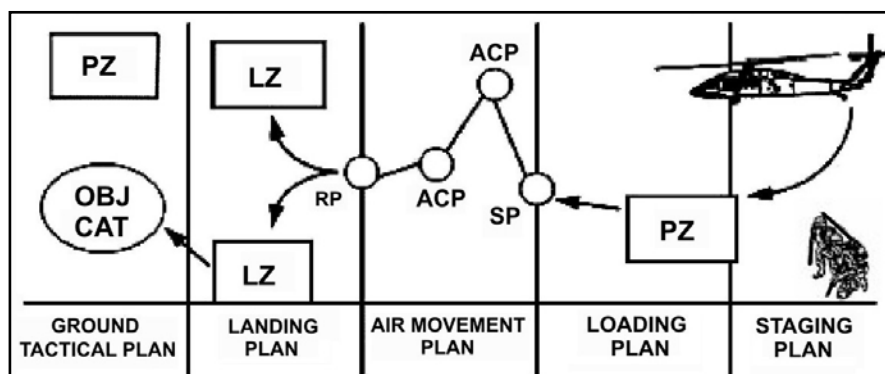 PZ
OBJ
CAT
LZ
LZ
RP
ACP
ACP
SP
PZ
GROUND
TACTICAL PLAN
LANDING
PLAN
AIR MOVEMENT
PLAN
LOADING
PLAN
STAGING
PLAN